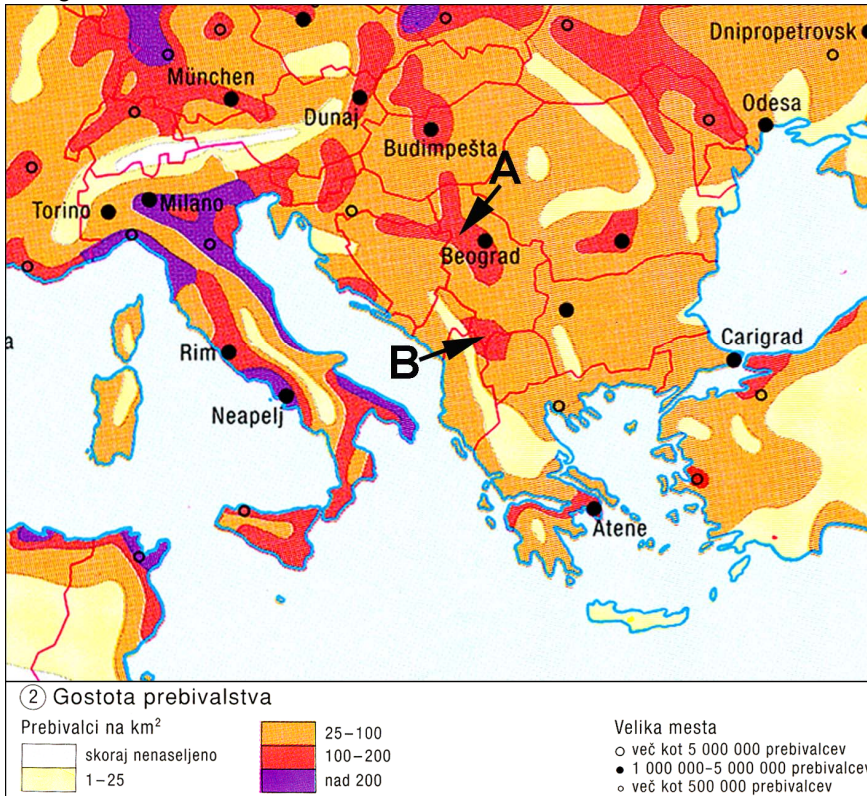 Dnipropetrovsk
München
Dunaj
Odesa
Budimpešta
A
Torino
Milano
Beograd
a
Rim
B
Carigrad
Neapelj
Atene
2 Gostota prebivalstva
Prebivalci na km²
skoraj nenaseljeno
1–25
25–100
100–200
nad 200
Velika mesta
več kot 5 000 000 prebivalcev
1 000 000–5 000 000 prebivalcev
več kot 500 000 prebivalcev